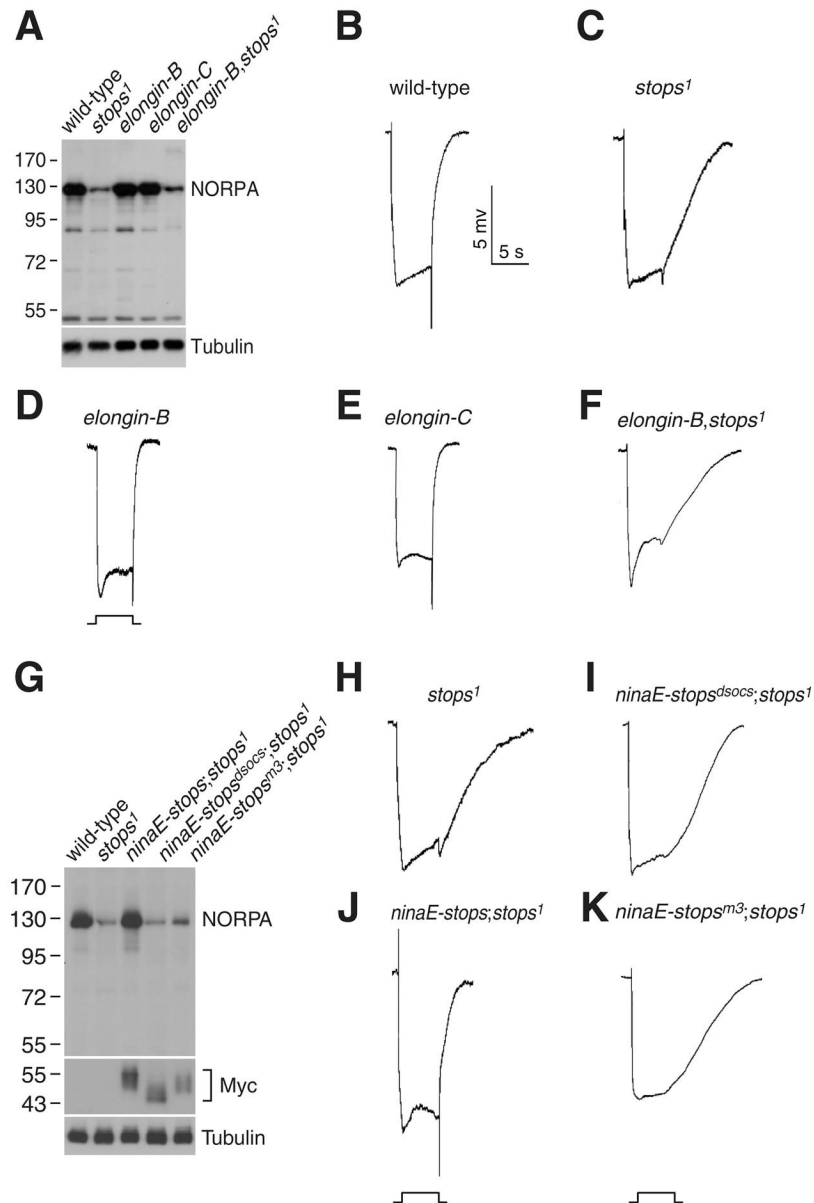 A
wild-type
stops1
elongin-B
elongin-C
elongin-B,stops1
170
130
95
72
55
NORPA
Tubulin
B
wild-type
5 mv
5 s
C
stops1
D
elongin-B
E
elongin-C
F
elongin-B,stops1
G
wild-type
stops1
ninaE-stops;stops1
ninaE-stopsdsocs;stops1
ninaE-stopsm3;stops1
170
130
95
72
55
NORPA
55
43
Myc
Tubulin
H
stops1
I
ninaE-stopsdsocs;stops1
J
ninaE-stops;stops1
K
ninaE-stopsm3;stops1